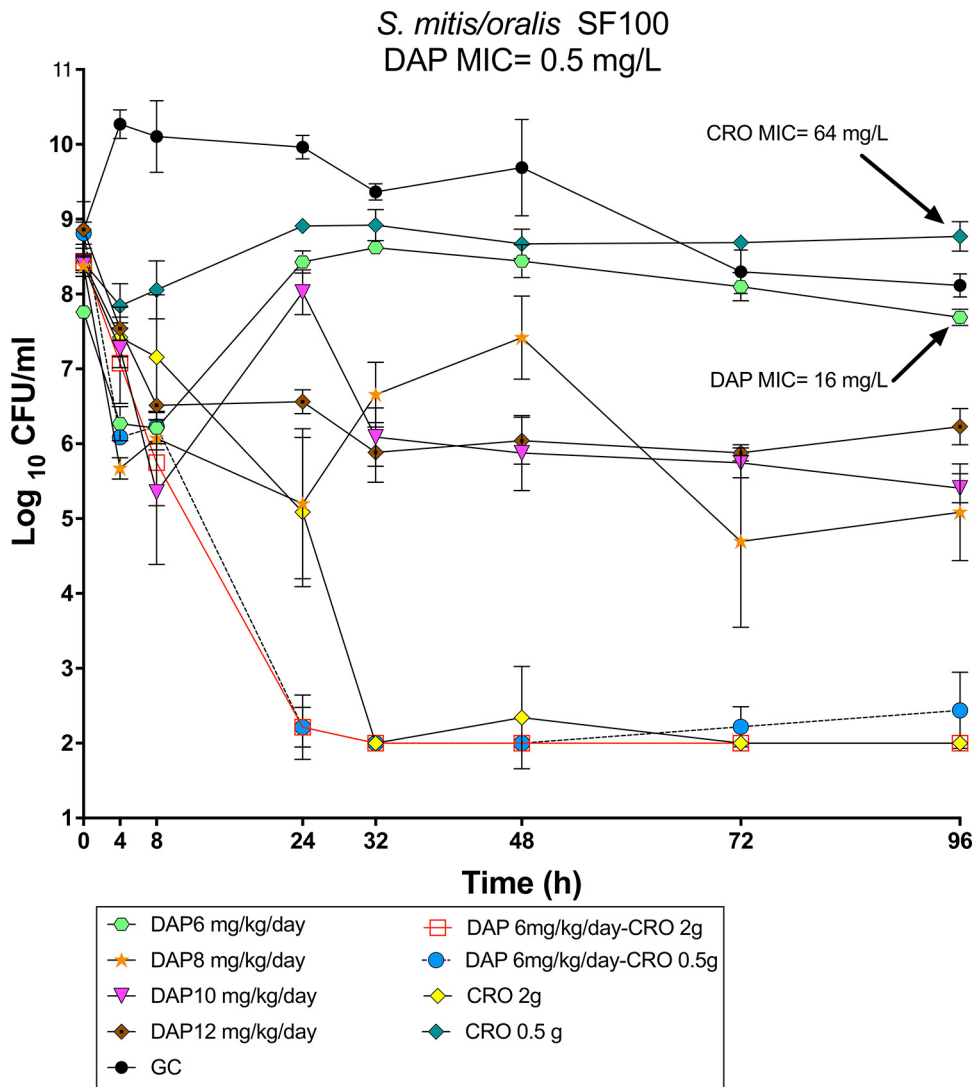 S. mitis/oralis SF100
DAP MIC= 0.5 mg/L
11
10
9
8
7
6
5
4
3
2
1
Log 10 CFU/ml
CRO MIC= 64 mg/L
DAP MIC= 16 mg/L
0 4 8 24 32 48 72 96
Time (h)
DAP6 mg/kg/day
DAP8 mg/kg/day
DAP10 mg/kg/day
DAP12 mg/kg/day
GC
DAP 6mg/kg/day-CRO 2g
DAP 6mg/kg/day-CRO 0.5g
CRO 2g
CRO 0.5 g